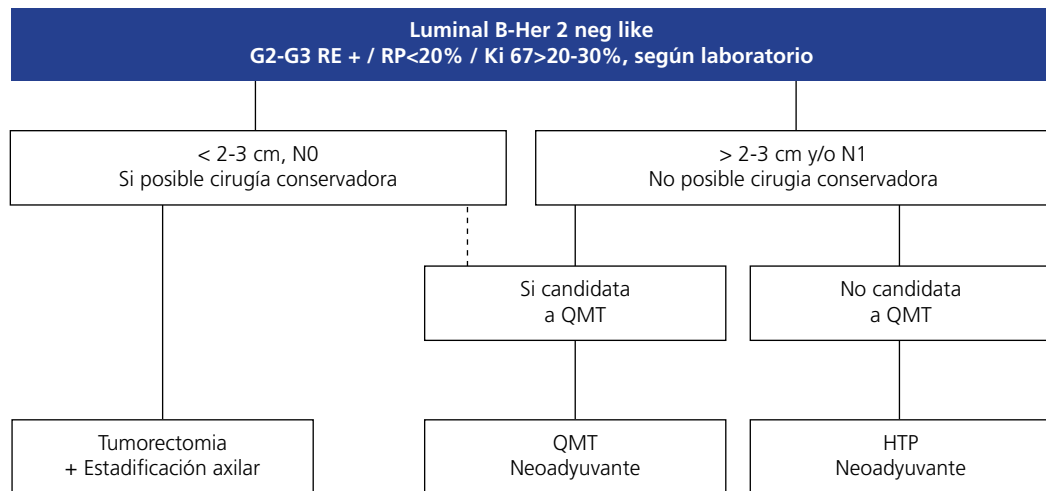 Luminal B-Her 2 neg like
G2-G3 RE + / RP<20% / Ki 67>20-30%, según laboratorio
< 2-3 cm, N0
Si posible cirugía conservadora
> 2-3 cm y/o N1
No posible cirugia conservadora
Si candidata
a QMT
No candidata
a QMT
Tumorectomia
+ Estadificación axilar
QMT
Neoadyuvante
HTP
Neoadyuvante